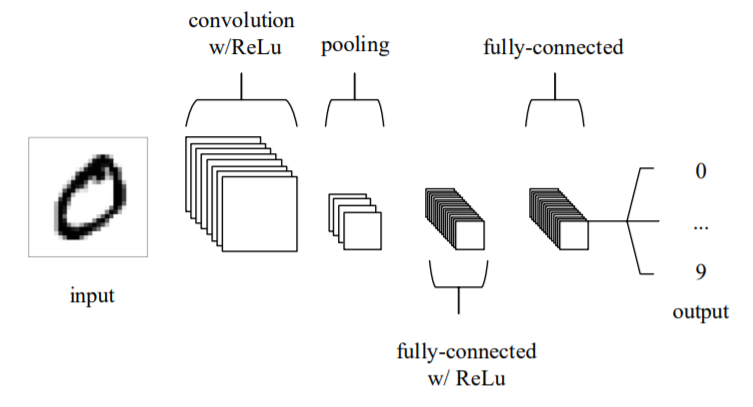 convolution
w/ReLu
pooling
fully-connected
input
0
...
9
output
fully-connected
w/ ReLu